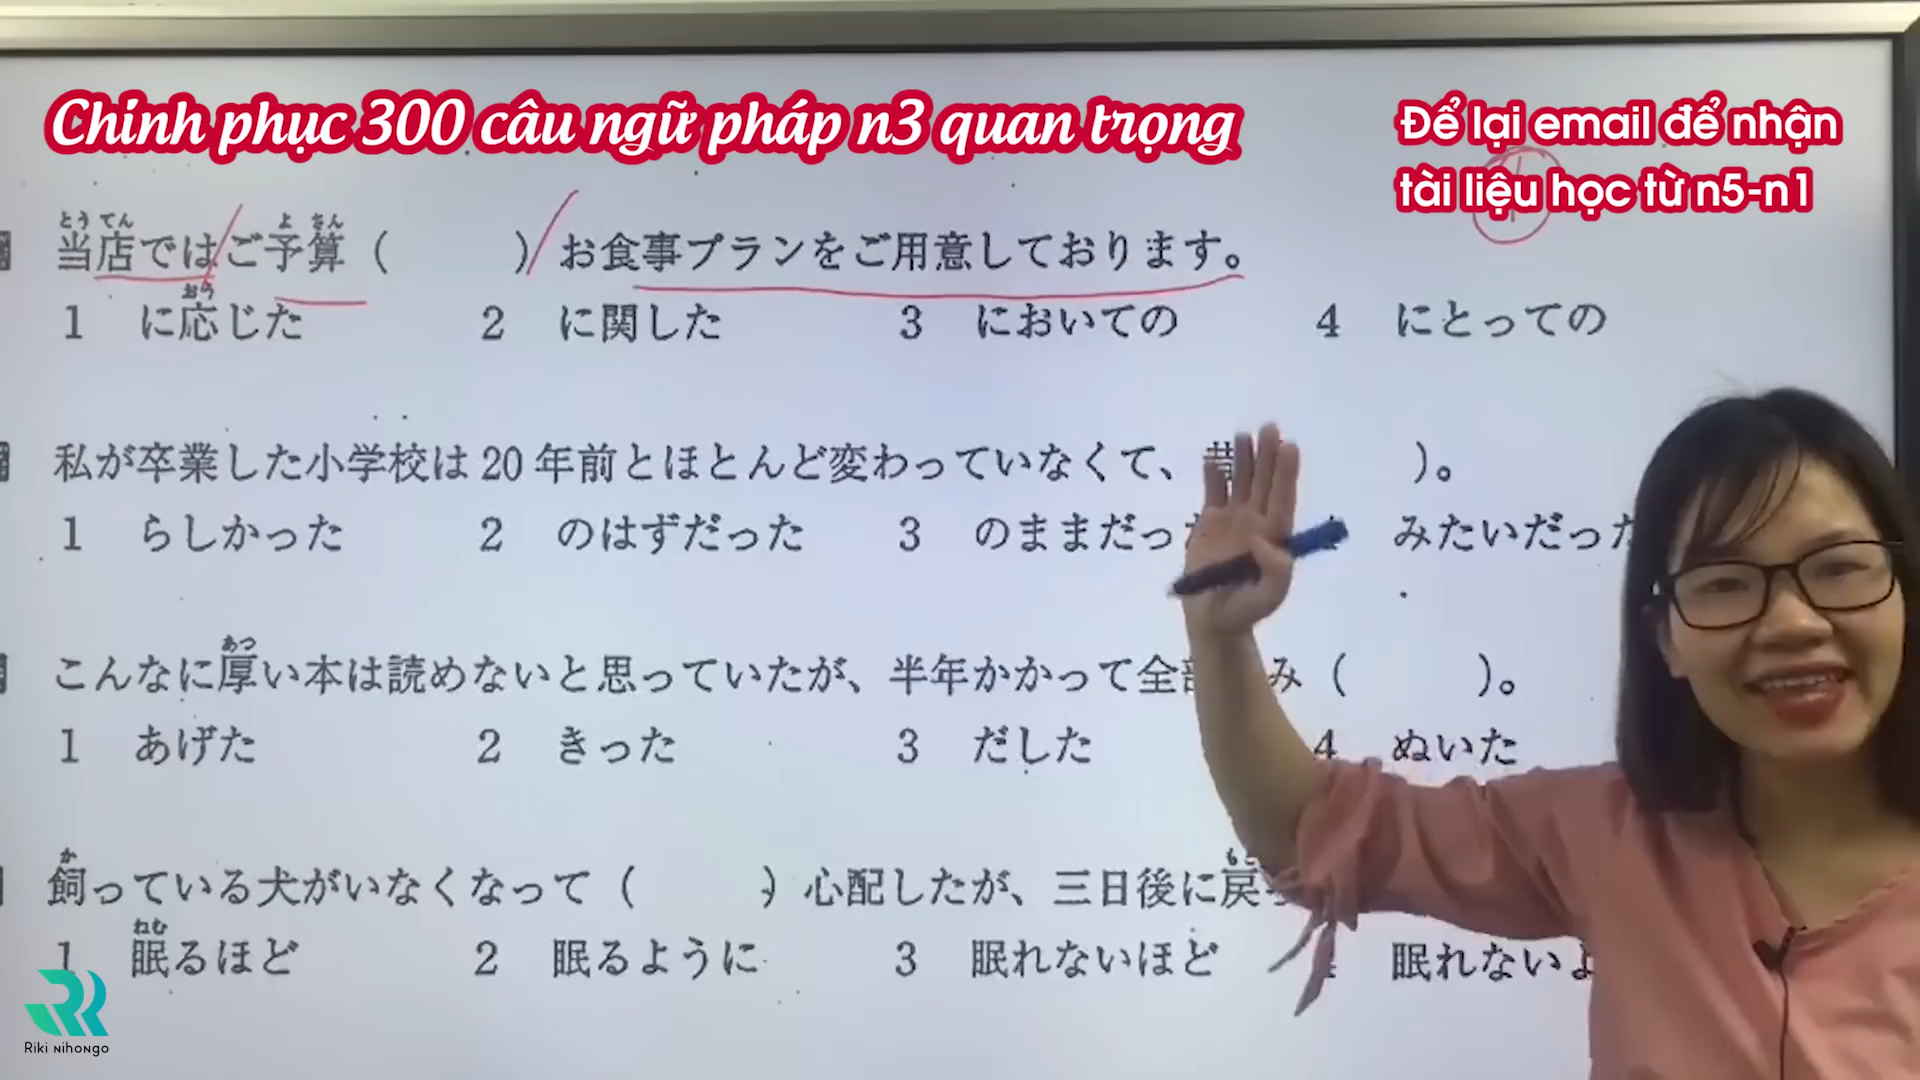 Chinh phục 300 câu ngữ pháp n3 quan trọng
Để lại email để nhận
tài liệu học từ n5-n1
とう てん よ さん
当店ではご予算（ ）お食事プランをご用意しております。
おう
1 に応じた 2 に関した 3 においての 4 にとっての
私が卒業した小学校は20年前とほとんど変わっていなくて、昔 ）。
1 らしかった 2 のはずだった 3 のままだっ みたいだった
あつ
こんなに厚い本は読めないと思っていたが、半年かかって全部 み（ ）。
1 あげた 2 きった 3 だした 4 ぬいた
か
飼っている犬がいなくなって（ ）心配したが、三日後に戻
ねむ
1 眠るほど 2 眠るように 3 眠れないほど 眠れないよ
Riki Nihongo